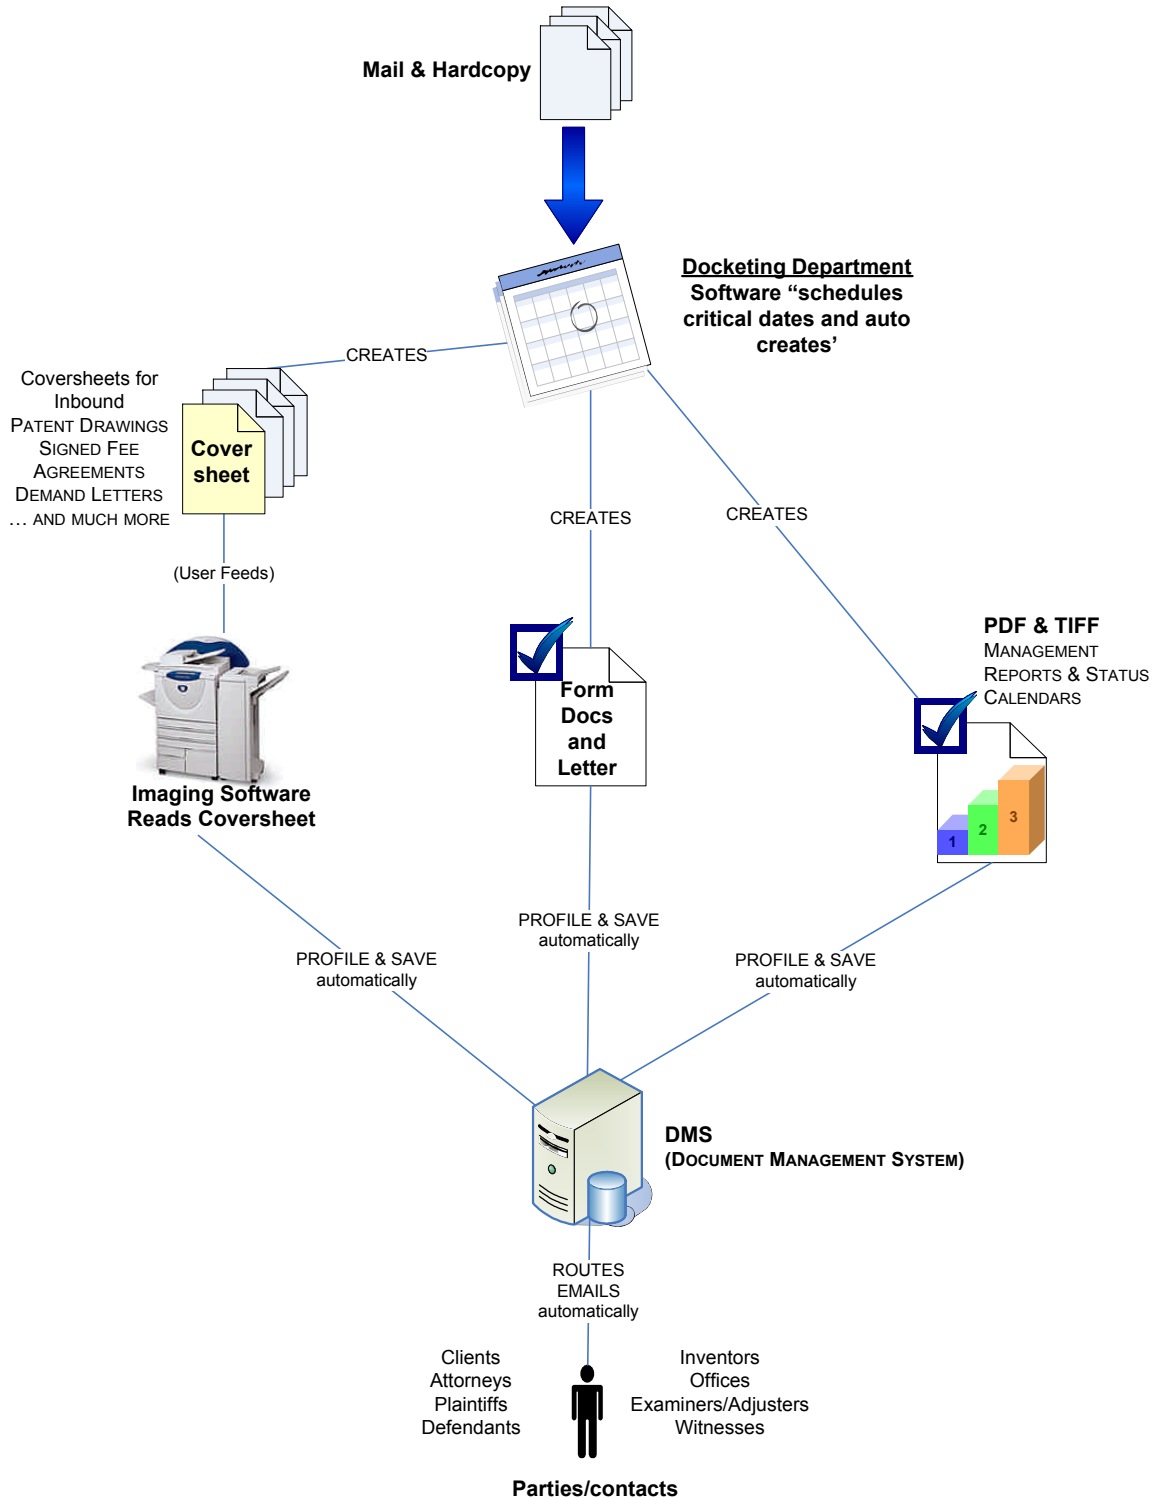 Mail & Hardcopy
Docketing Department
Software “schedules
critical dates and auto
creates’
CREATES
Coversheets for
Inbound
PATENT DRAWINGS
SIGNED FEE
AGREEMENTS
DEMAND LETTERS
… AND MUCH MORE
Cover
sheet
CREATES
CREATES
(User Feeds)
PDF & TIFF
MANAGEMENT
REPORTS & STATUS
CALENDARS
Form
Docs
and
Letter
1
2
3
Imaging Software
Reads Coversheet
PROFILE & SAVE
automatically
PROFILE & SAVE
automatically
PROFILE & SAVE
automatically
DMS
(DOCUMENT MANAGEMENT SYSTEM)
ROUTES
EMAILS
automatically
Clients
Attorneys
Plaintiffs
Defendants
Inventors
Offices
Examiners/Adjusters
Witnesses
Parties/contacts